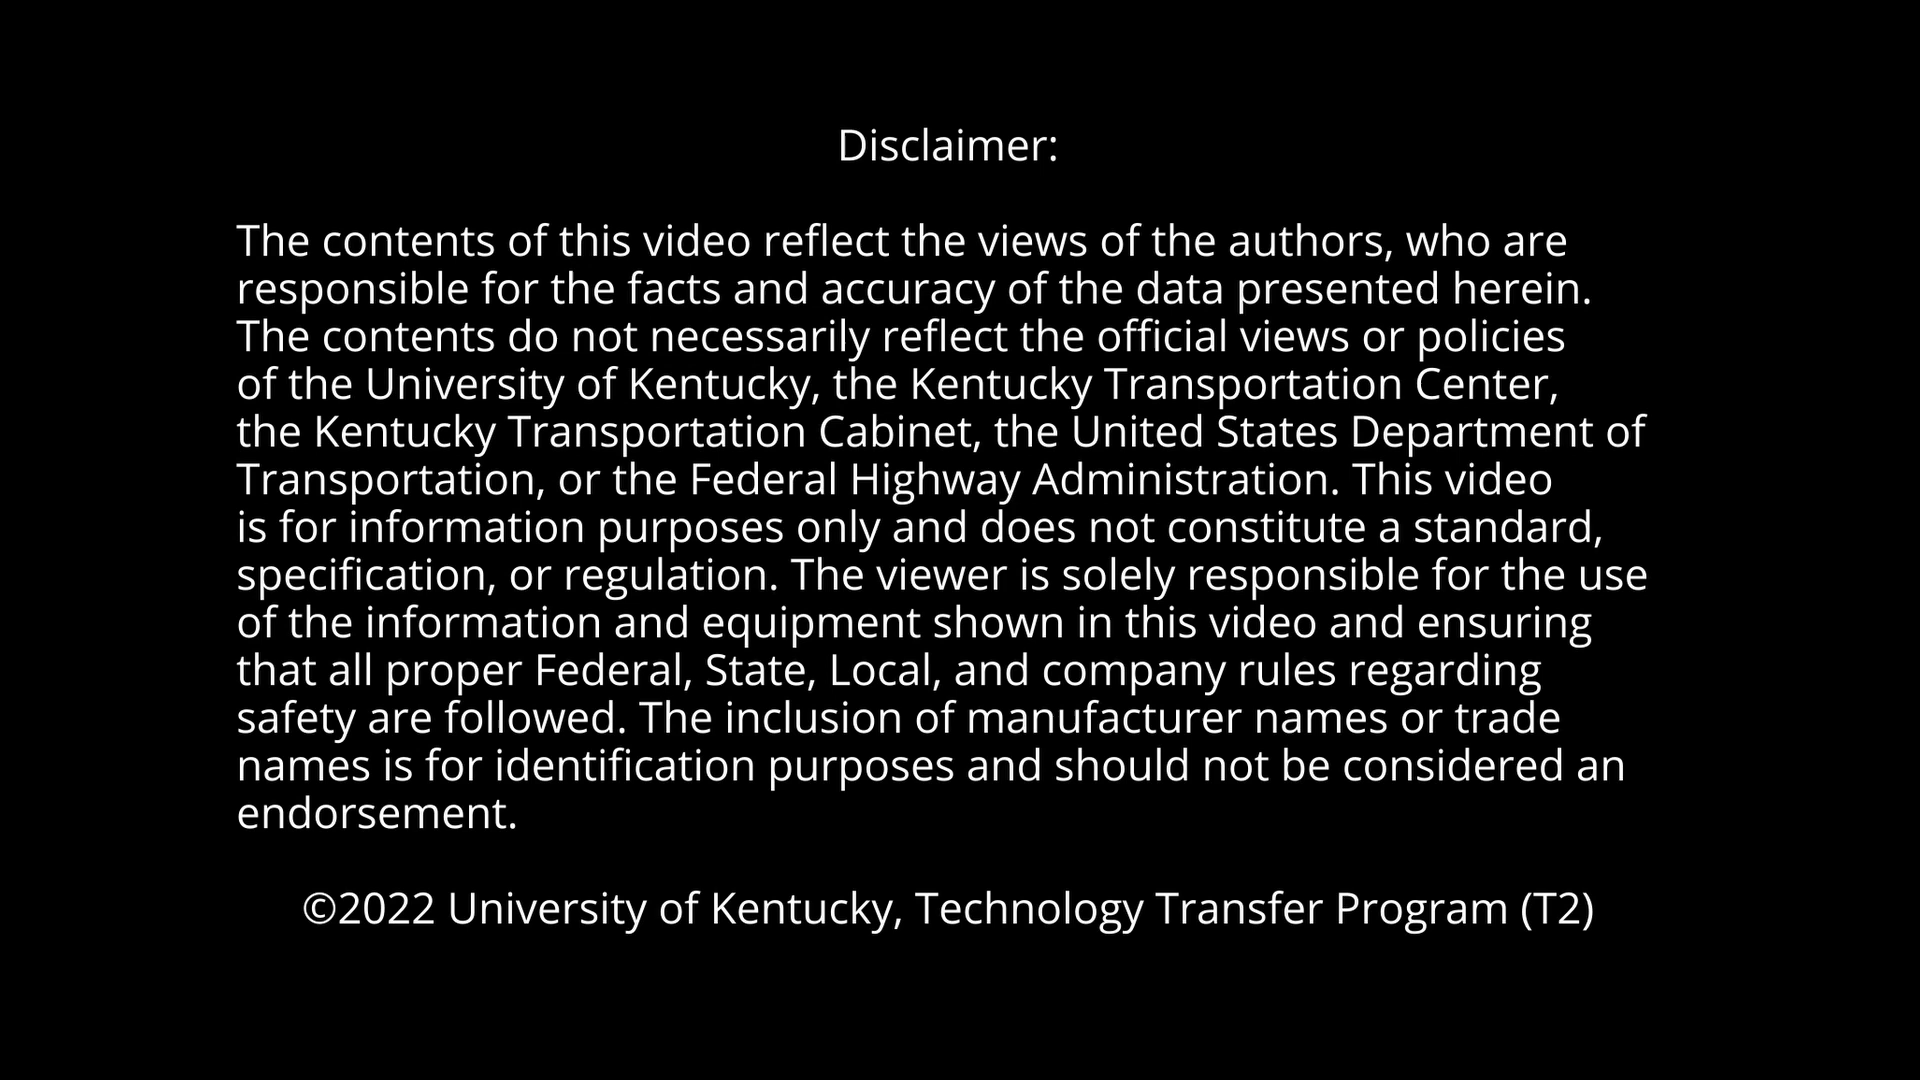 Disclaimer:
The contents of this video reflect the views of the authors, who are
responsible for the facts and accuracy of the data presented herein.
The contents do not necessarily reflect the official views or policies
of the University of Kentucky, the Kentucky Transportation Center,
the Kentucky Transportation Cabinet, the United States Department of
Transportation, or the Federal Highway Administration. This video
is for information purposes only and does not constitute a standard,
specification, or regulation. The viewer is solely responsible for the use
of the information and equipment shown in this video and ensuring
that all proper Federal, State, Local, and company rules regarding
safety are followed. The inclusion of manufacturer names or trade
names is for identification purposes and should not be considered an
endorsement.
©2022 University of Kentucky, Technology Transfer Program (T2)